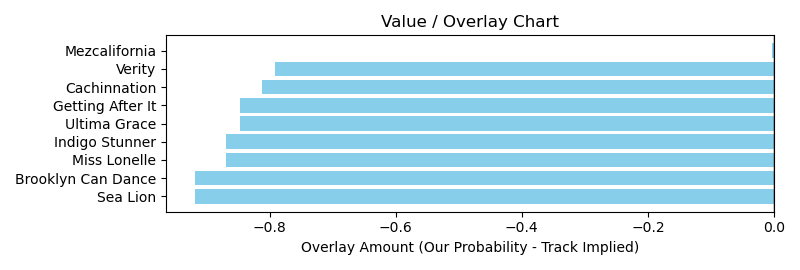 Value / Overlay Chart
Mezcalifornia
Verity
Cachinnation
Getting After It
Ultima Grace
Indigo Stunner
Miss Lonelle
Brooklyn Can Dance
Sea Lion
−0.8 −0.6 −0.4 −0.2 0.0
Overlay Amount (Our Probability - Track Implied)